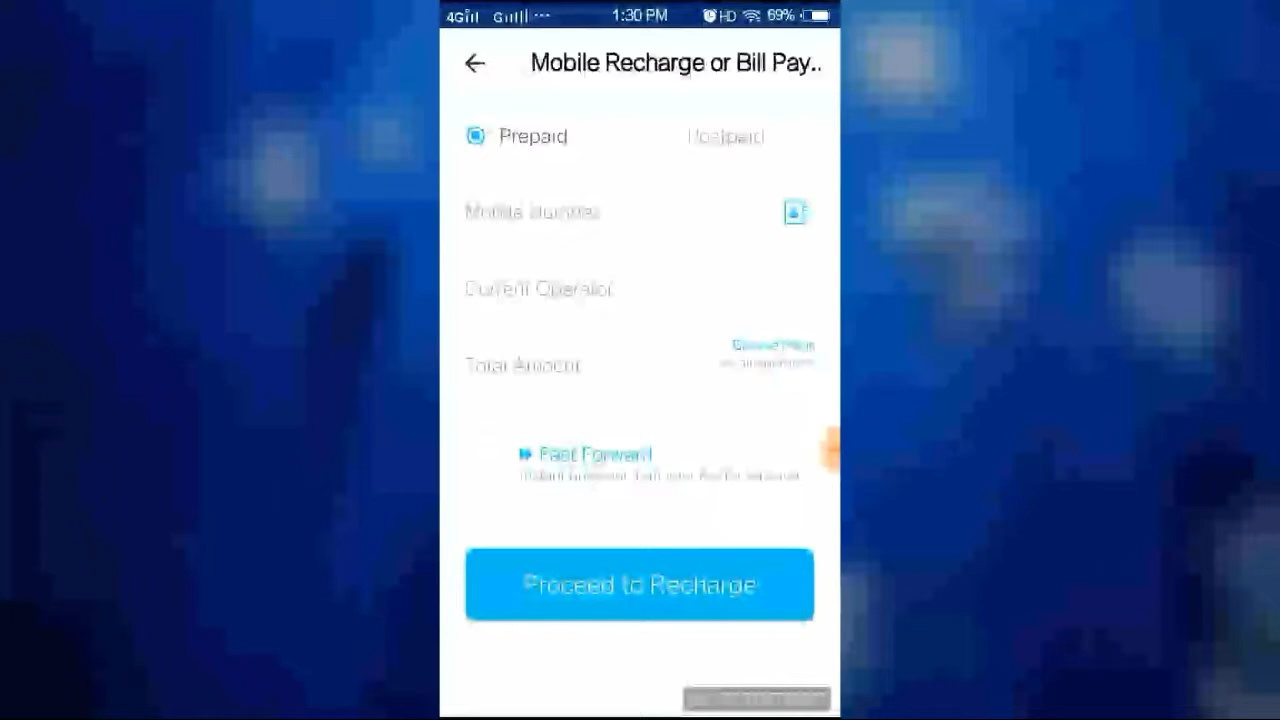 4G G 1:30 PM HD 69%
Mobile Recharge or Bill Pay..
Prepaid Postpaid
Mobile Number
Current Operator
Total Amount
Fast Forward
Proceed to Recharge